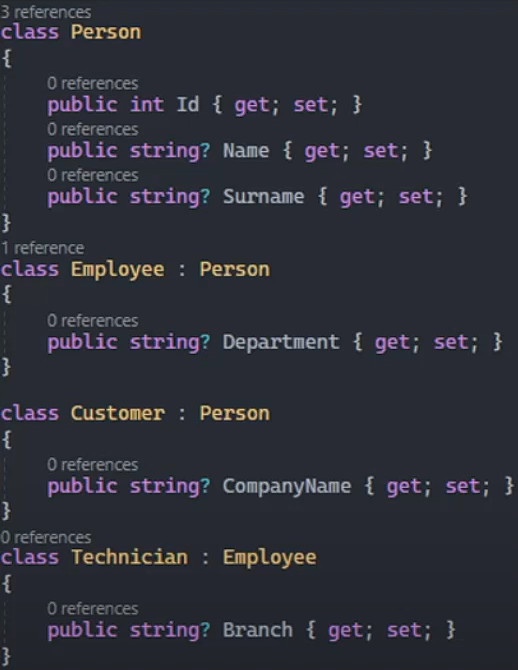 3 references
class Person
{
0 references
public int Id { get; set; }
0 references
public string? Name { get; set; }
0 references
public string? Surname { get; set; }
}
1 reference
class Employee : Person
{
0 references
public string? Department { get; set; }
}
class Customer : Person
{
0 references
public string? CompanyName { get; set; }
}
0 references
class Technician : Employee
{
0 references
public string? Branch { get; set; }
}